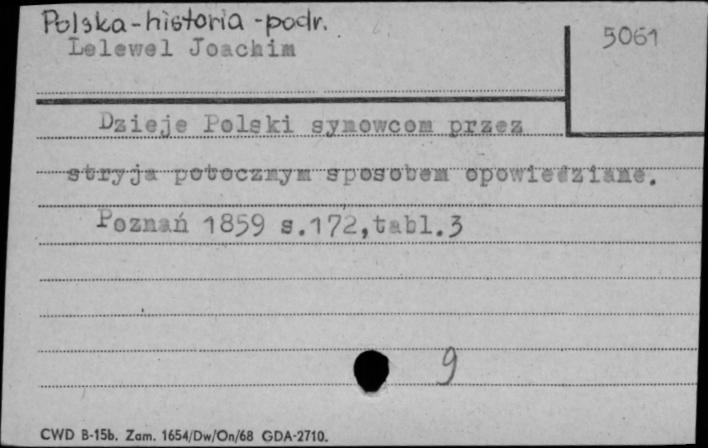 Polska - historia - podr.
Lelewel Joachim
5061
Dzieje Polski synowcom przez
stryja potocznym sposobem opowiedziane.
Poznań 1859 s.172,tabl.3
9
CWD B-15b. Zam. 1654/Dw/On/68 GDA-2710.